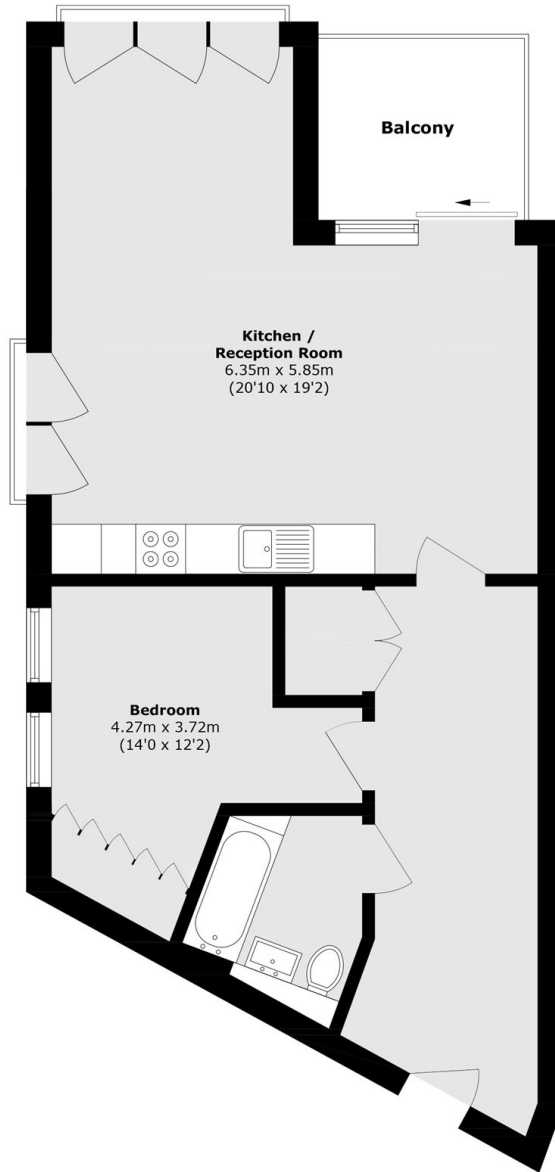 Balcony
Kitchen /
Reception Room
6.35m x 5.85m
(20'10 x 19'2)
Bedroom
4.27m x 3.72m
(14'0 x 12'2)